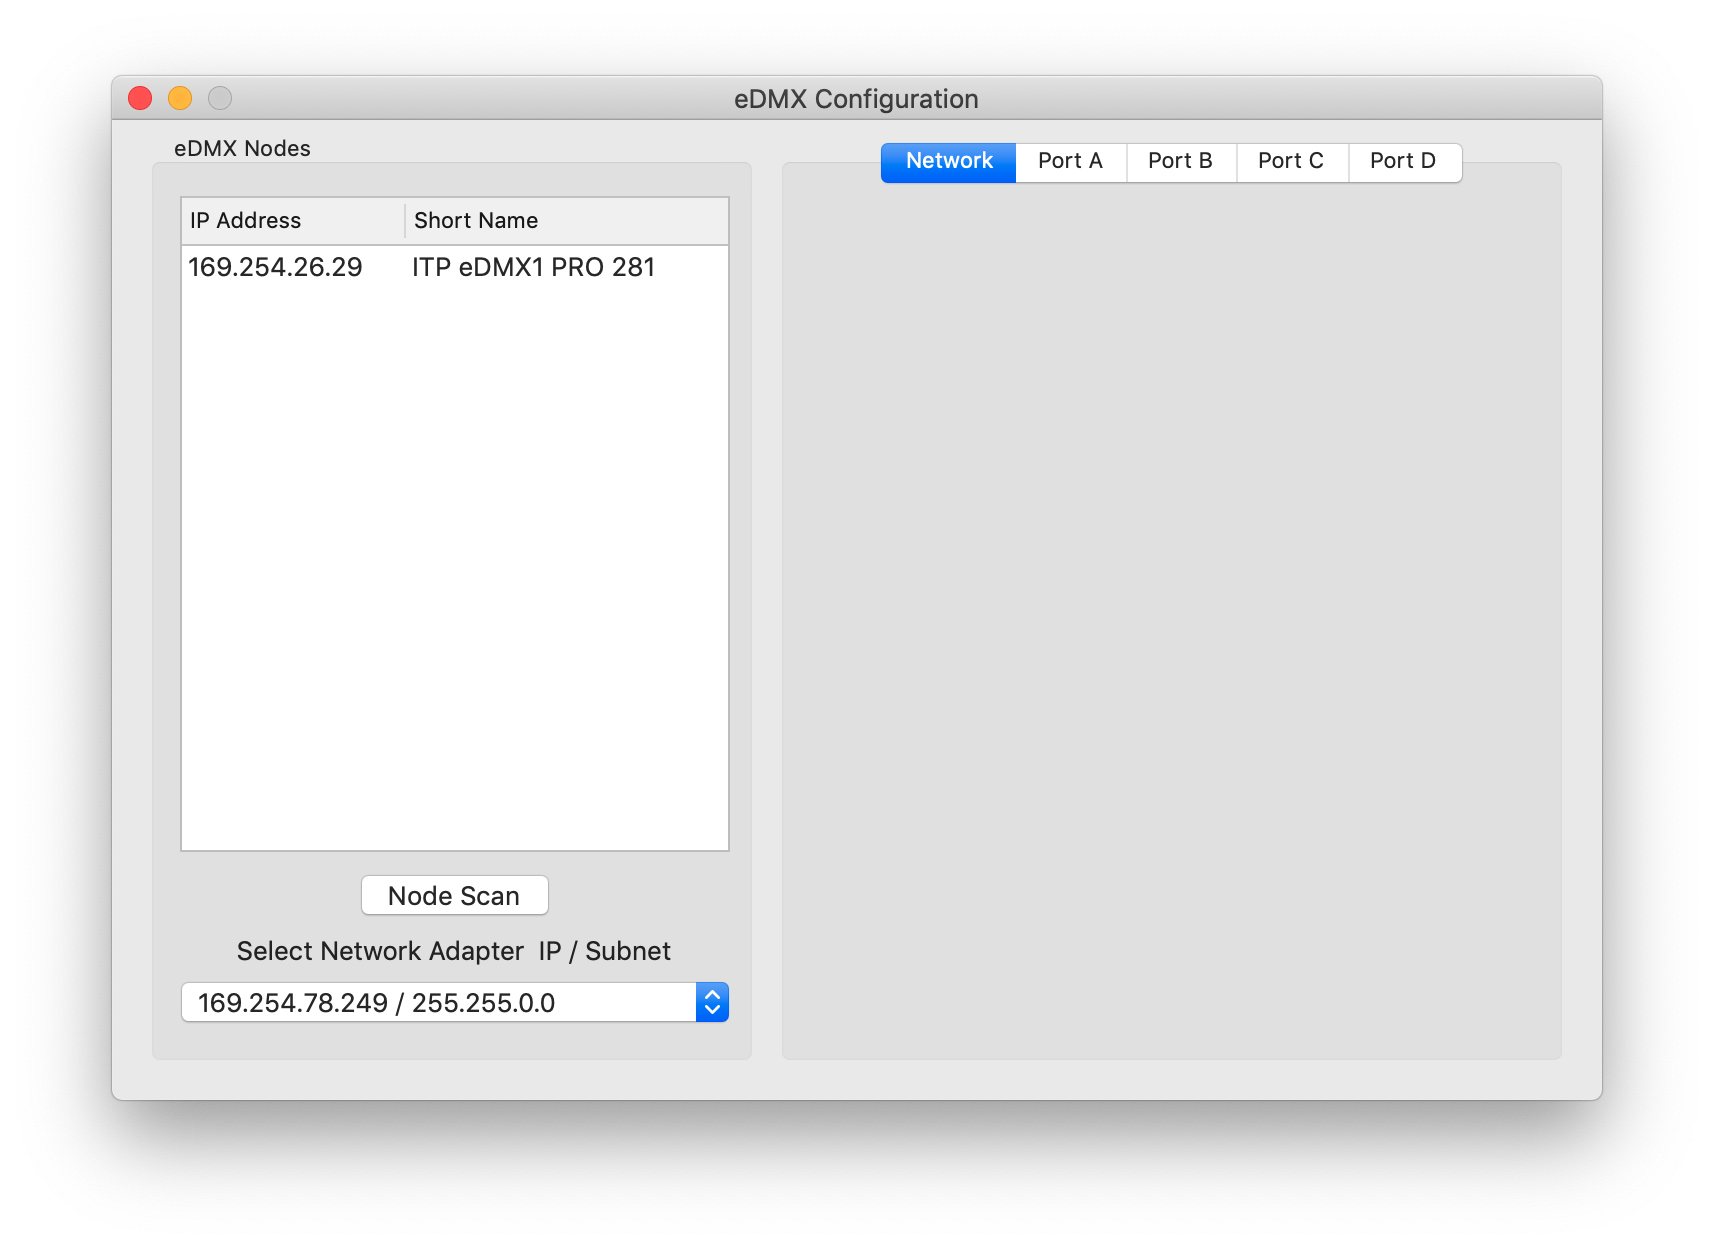 eDMX Configuration
eDMX Nodes
IP Address Short Name
169.254.26.29 ITP eDMX1 PRO 281
Node Scan
Select Network Adapter  IP / Subnet
169.254.78.249 / 255.255.0.0
Network Port A Port B Port C Port D